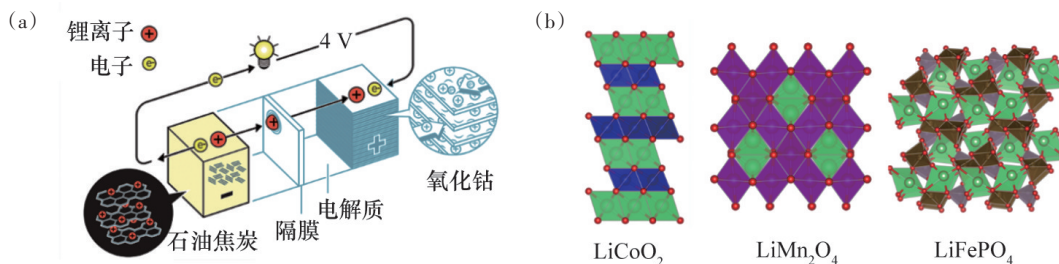 (a)
锂离子
电子
4 V
石油焦炭
隔膜
电解质
氧化钴
(b)
LiCoO₂
LiMn₂O₄
LiFePO₄